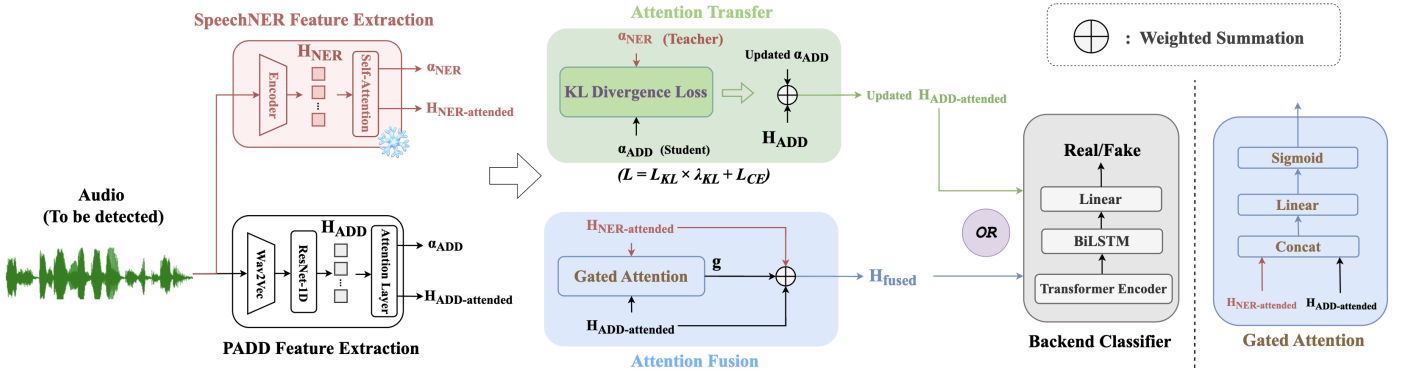 SpeechNER Feature Extraction
Encoder
H_NER
Self-Attention
α_NER
H_NER-attended
Audio
(To be detected)
Wav2Vec
ResNet-1D
H_ADD
Attention Layer
α_ADD
H_ADD-attended
PADD Feature Extraction
Attention Transfer
α_NER (Teacher)
KL Divergence Loss
α_ADD (Student)
Updated α_ADD
H_ADD
(L = L_KL × λ_KL + L_CE)
Updated H_ADD-attended
H_NER-attended
Gated Attention
g
H_ADD-attended
H_fused
Attention Fusion
OR
Real/Fake
Linear
BiLSTM
Transformer Encoder
Backend Classifier
: Weighted Summation
Sigmoid
Linear
Concat
H_NER-attended
H_ADD-attended
Gated Attention